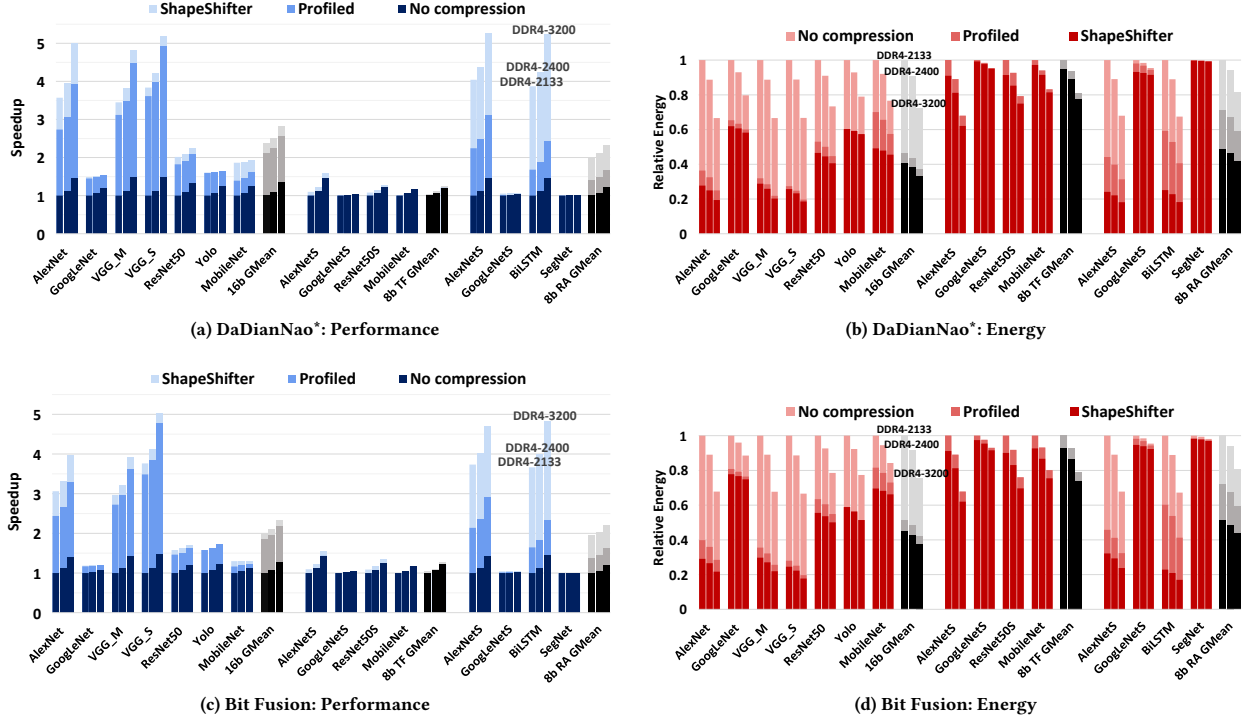 ShapeShifter Profiled No compression
DDR4-3200
DDR4-2400
DDR4-2133
Speedup
5
4
3
2
1
0
AlexNet
GoogleNet
VGG_M
VGG_S
ResNet50
Yolo
MobileNet
16b GMean
AlexNetS
GoogleNetS
ResNet50S
MobileNet
8b TF GMean
AlexNetS
GoogleNetS
BiLSTM
SegNet
8b RA GMean
(a) DaDianNao*: Performance
No compression Profiled ShapeShifter
DDR4-2133
DDR4-2400
DDR4-3200
Relative Energy
1
0.8
0.6
0.4
0.2
0
AlexNet
GoogleNet
VGG_M
VGG_S
ResNet50
Yolo
MobileNet
16b GMean
AlexNetS
GoogleNetS
ResNet50S
MobileNet
8b TF GMean
AlexNetS
GoogleNetS
BiLSTM
SegNet
8b RA GMean
(b) DaDianNao*: Energy
ShapeShifter Profiled No compression
DDR4-3200
DDR4-2400
DDR4-2133
Speedup
5
4
3
2
1
0
AlexNet
GoogleNet
VGG_M
VGG_S
ResNet50
Yolo
MobileNet
16b GMean
AlexNetS
GoogleNetS
ResNet50S
MobileNet
8b TF GMean
AlexNetS
GoogleNetS
BiLSTM
SegNet
8b RA GMean
(c) Bit Fusion: Performance
No compression Profiled ShapeShifter
DDR4-2133
DDR4-2400
DDR4-3200
Relative Energy
1
0.8
0.6
0.4
0.2
0
AlexNet
GoogleNet
VGG_M
VGG_S
ResNet50
Yolo
MobileNet
16b GMean
AlexNetS
GoogleNetS
ResNet50S
MobileNet
8b TF GMean
AlexNetS
GoogleNetS
BiLSTM
SegNet
8b RA GMean
(d) Bit Fusion: Energy